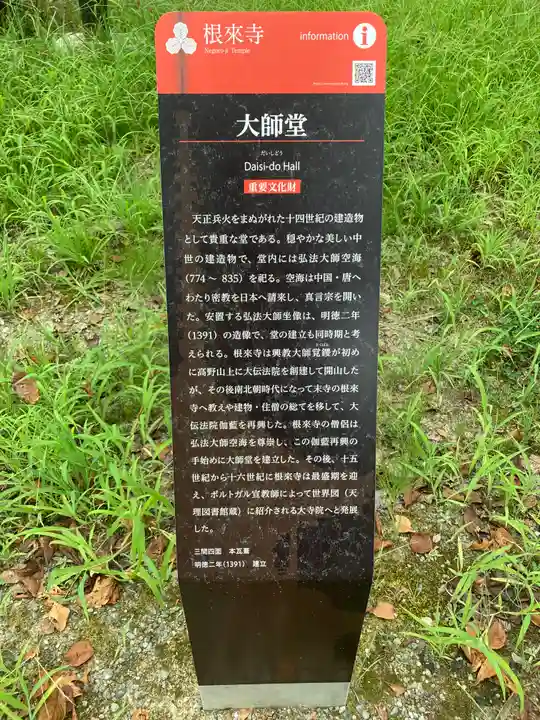 根來寺
Negoro-ji Temple
information
i
大師堂
だいしどう
Daisi-do Hall
重要文化財
天正兵火をまぬがれた十四世紀の建造物
として貴重な堂である。穏やかな美しい中
世の建造物で、堂内には弘法大師空海
(774～835)を祀る。空海は中国・唐へ
わたり密教を日本へ請来し、真言宗を開い
た。安置する弘法大師坐像は、明徳二年
(1391)の造像で、堂の建立も同時期と考
えられる。根来寺は興教大師覚鑁が初め
に高野山上に大伝法院を創建して開山した
が、その後南北朝時代になって末寺の根來
寺へ教えや建物・住僧の総てを移して、大
伝法院伽藍を再興した。根來寺の僧侶は
弘法大師空海を尊崇し、この伽藍再興の
手始めに大師堂を建立した。その後、十五
世紀から十六世紀に根來寺は最盛期を迎
え、ポルトガル宣教師によって世界図(天
理図書館蔵)に紹介される大寺院へと発展
した。
三間四面 本瓦葺
明徳二年(1391) 建立